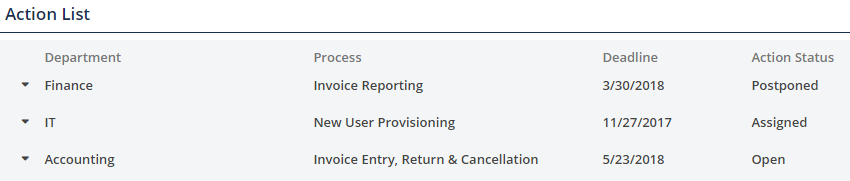 Action List
Department Process Deadline Action Status
Finance Invoice Reporting 3/30/2018 Postponed
IT New User Provisioning 11/27/2017 Assigned
Accounting Invoice Entry, Return & Cancellation 5/23/2018 Open